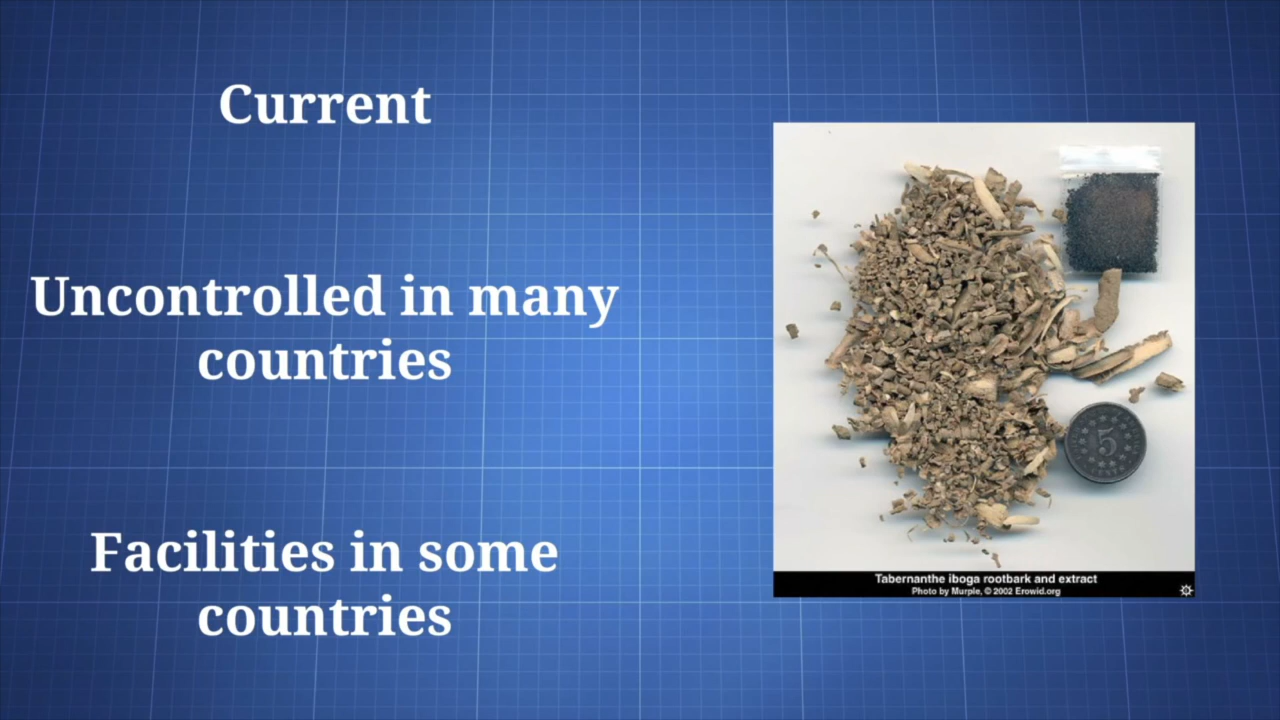 Current
Uncontrolled in many
countries
Facilities in some
countries
5
Tabernanthe iboga rootbark and extract
Photo by Murple, © 2002 Erowid.org